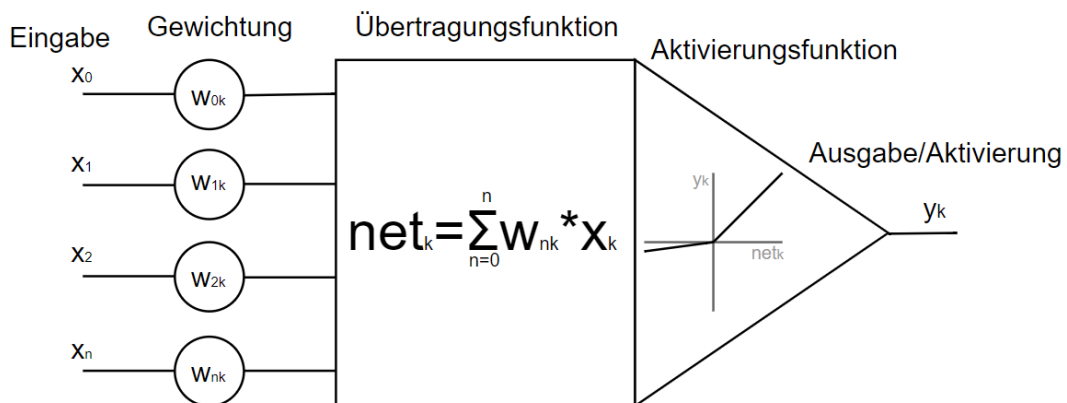 Eingabe
Gewichtung
Übertragungsfunktion
Aktivierungsfunktion
Ausgabe/Aktivierung
x0
w0k
x1
w1k
x2
w2k
xn
wnk
n
netk=Σwnk*xk
n=0
yk
netk
yk